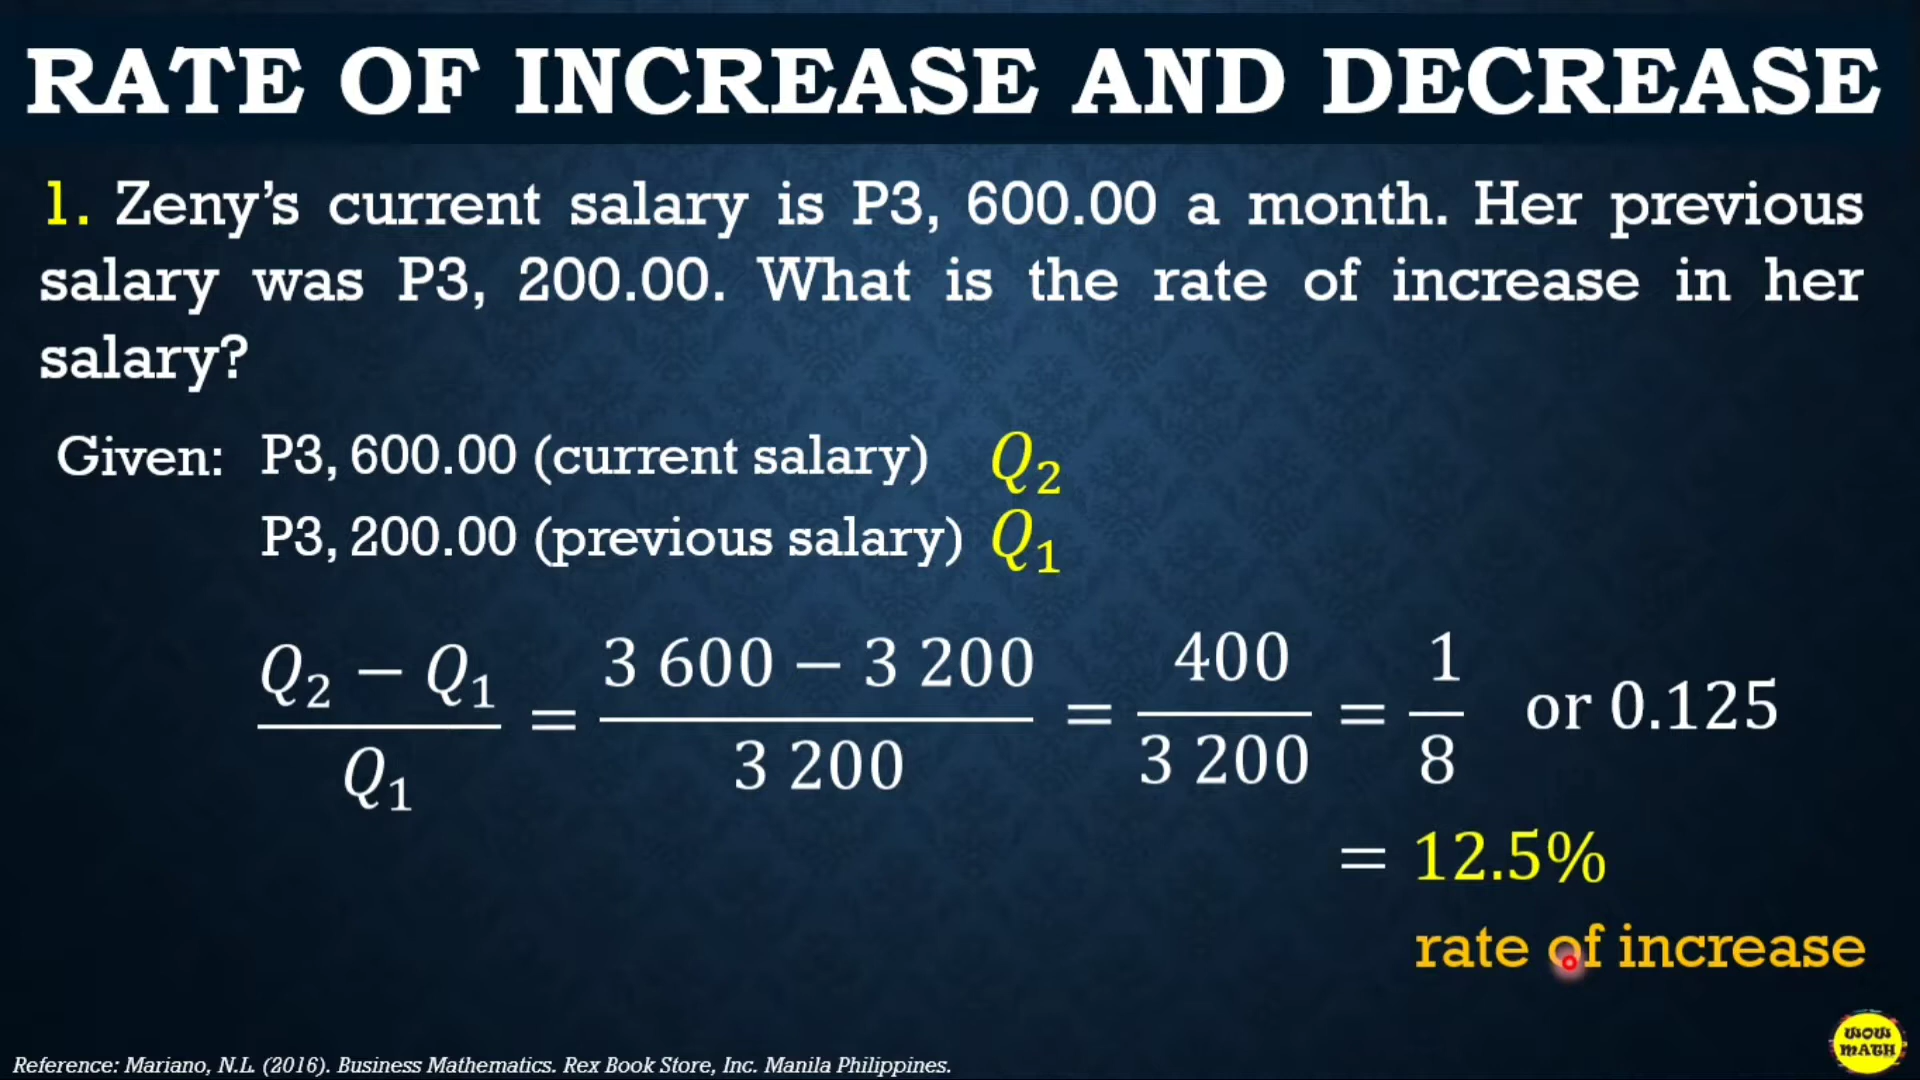 RATE OF INCREASE AND DECREASE
1. Zeny’s current salary is P3, 600.00 a month. Her previous
salary was P3, 200.00. What is the rate of increase in her
salary?
Given: P3, 600.00 (current salary) Q₂
P3, 200.00 (previous salary) Q₁
Q₂ − Q₁ / Q₁ = 3 600 − 3 200 / 3 200 = 400 / 3 200 = 1 / 8 or 0.125
= 12.5%
rate of increase
WOW
MATH
Reference: Mariano, N.L. (2016). Business Mathematics. Rex Book Store, Inc. Manila Philippines.